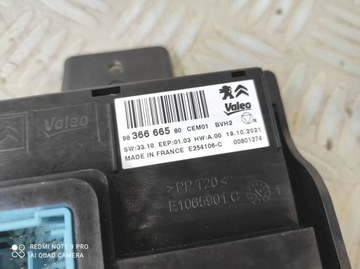 Valeo
Valeo
98 366 665 80 CEM01 BVH2
SW:33.10 EEP:01.03 HW:A.00 19.10.2021
MADE IN FRANCE E254106-C 00801274
>PP T20<
E1065901 C
REDMI NOTE 9 PRO
AI QUAD CAMERA